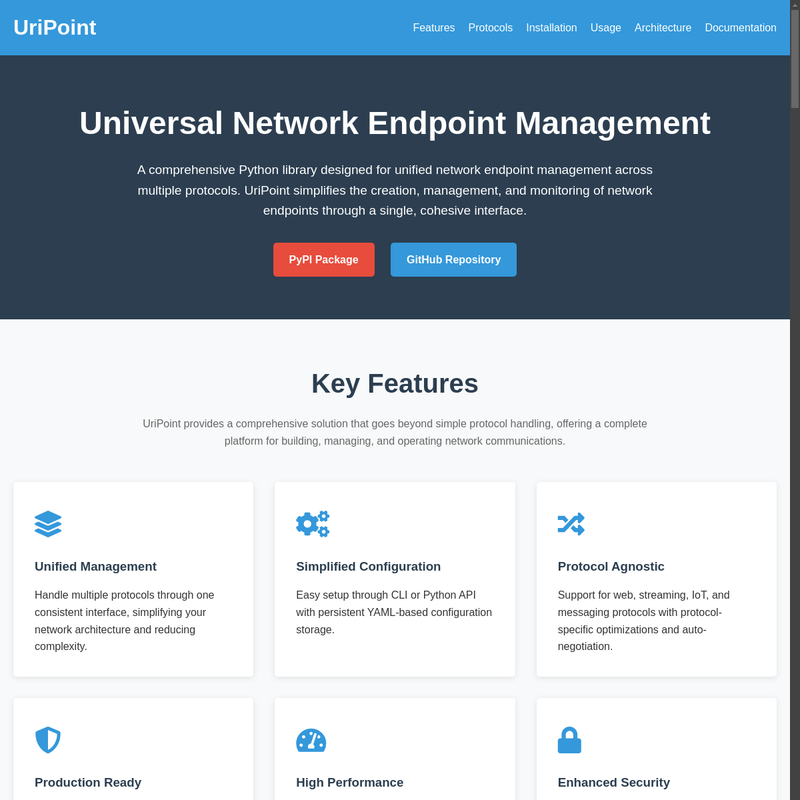 UriPoint
Features Protocols Installation Usage Architecture Documentation
Universal Network Endpoint Management
A comprehensive Python library designed for unified network endpoint management across
multiple protocols. UriPoint simplifies the creation, management, and monitoring of network
endpoints through a single, cohesive interface.
PyPI Package
GitHub Repository
Key Features
UriPoint provides a comprehensive solution that goes beyond simple protocol handling, offering a complete
platform for building, managing, and operating network communications.
Unified Management
Handle multiple protocols through one
consistent interface, simplifying your
network architecture and reducing
complexity.
Simplified Configuration
Easy setup through CLI or Python API
with persistent YAML-based configuration
storage.
Protocol Agnostic
Support for web, streaming, IoT, and
messaging protocols with protocol-
specific optimizations and auto-
negotiation.
Production Ready
High Performance
Enhanced Security